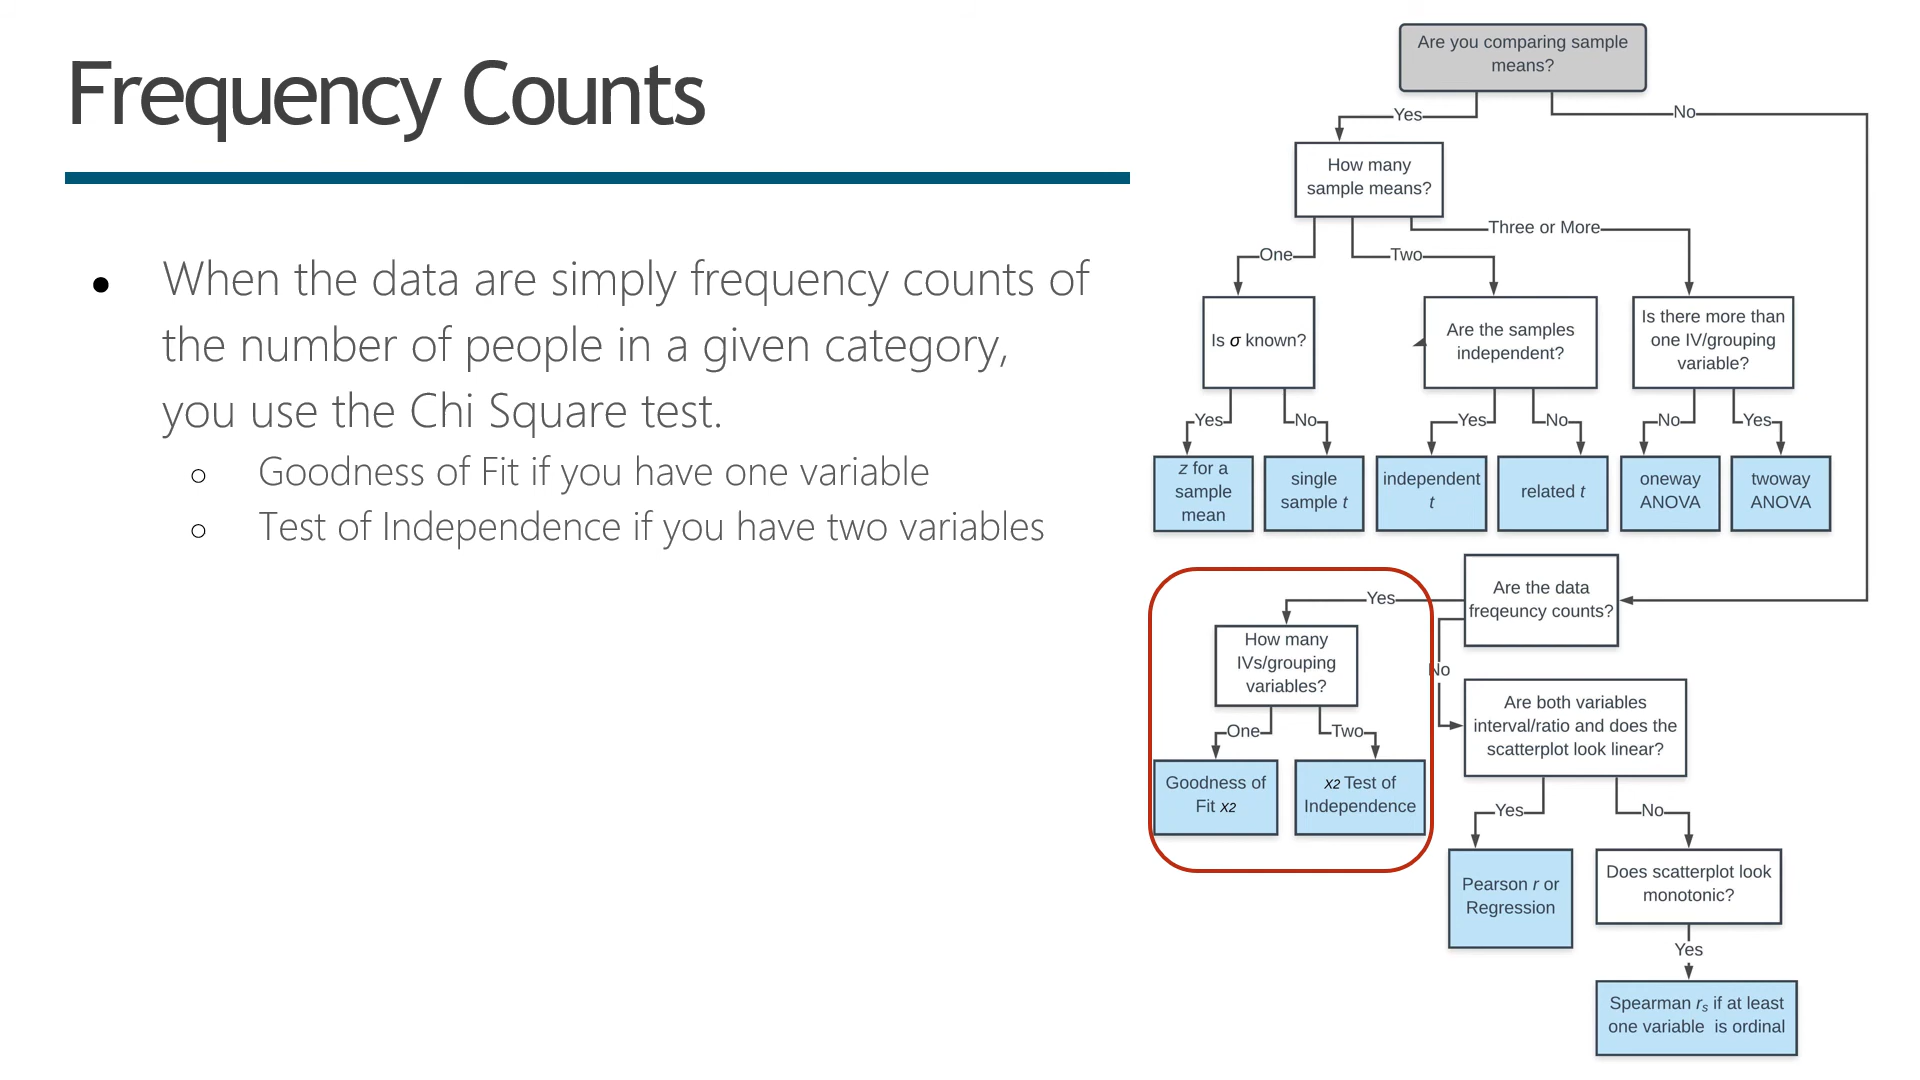 Frequency Counts
● When the data are simply frequency counts of
the number of people in a given category,
you use the Chi Square test.
○ Goodness of Fit if you have one variable
○ Test of Independence if you have two variables
Are you comparing sample
means?
Yes
No
How many
sample means?
One
Two
Three or More
Is σ known?
Are the samples
independent?
Is there more than
one IV/grouping
variable?
Yes
No
Yes
No
No
Yes
z for a
sample
mean
single
sample t
independent
t
related t
oneway
ANOVA
twoway
ANOVA
Are the data
freqeuncy counts?
Yes
No
How many
IVs/grouping
variables?
One
Two
Goodness of
Fit X2
X2 Test of
Independence
Are both variables
interval/ratio and does the
scatterplot look linear?
Yes
No
Pearson r or
Regression
Does scatterplot look
monotonic?
Yes
Spearman rs if at least
one variable is ordinal